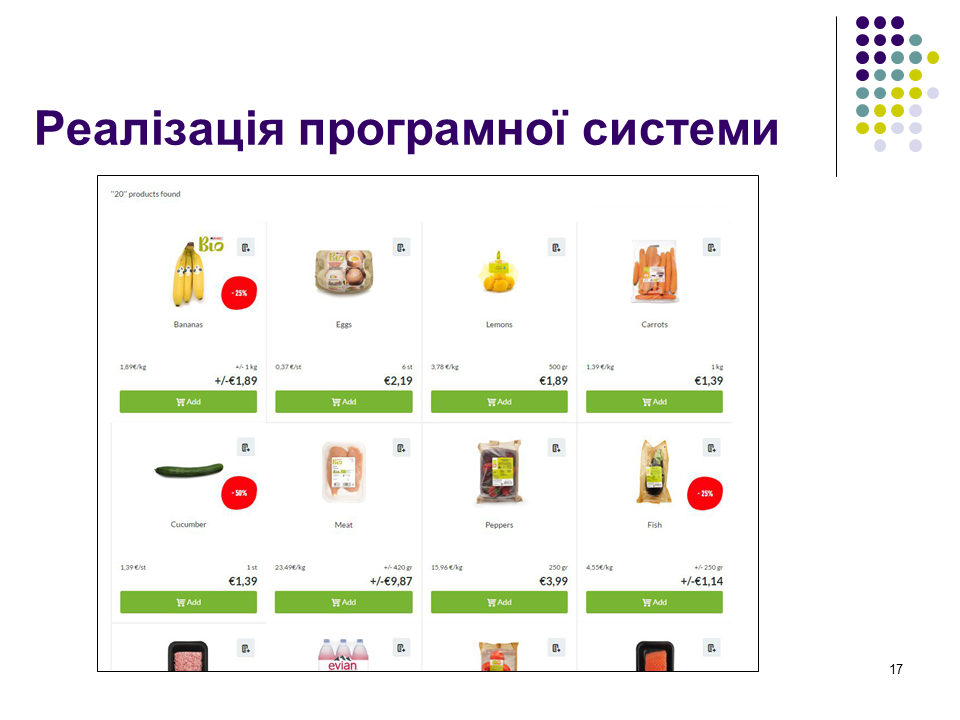 Реалізація програмної системи
"20" products found
Bio
- 25%
Bananas
Eggs
Lemons
Carrots
1,89€/kg +/- 1 kg
0,37 €/st 6 st
3,78 €/kg 500 gr
1,39 €/kg 1 kg
+/-€1,89
€2,19
€1,89
€1,39
Add
Add
Add
Add
- 50%
- 25%
Cucumber
Meat
Peppers
Fish
1,39 €/st 1 st
23,49€/kg +/- 420 gr
15,96 €/kg 250 gr
4,55€/kg +/- 250 gr
€1,39
+/-€9,87
€3,99
+/-€1,14
Add
Add
Add
Add
evian
17